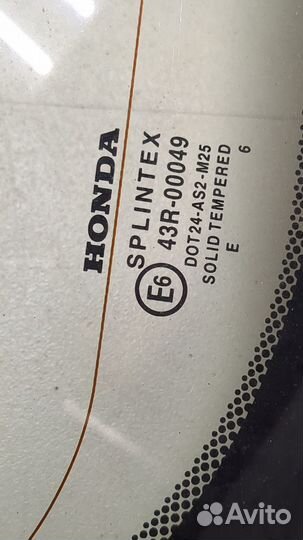 HONDA
SPLINTEX
E6 43R-00049
DOT24-AS2-M25
SOLID TEMPERED
E 6
Avito